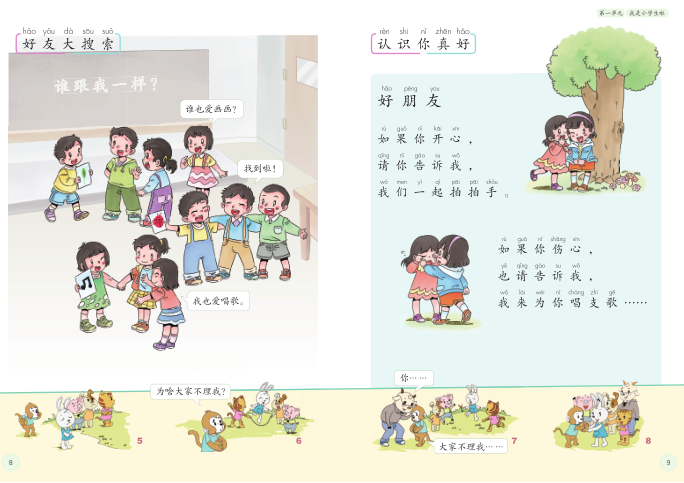 hǎo yǒu dà sōu suǒ
好友大搜索
谁跟我一样？
谁也爱画画？
找到啦！
我也爱唱歌。
为啥大家不理我？
5
6
8
第一单元 我是小学生啦
rèn shi nǐ zhēn hǎo
认识你真好
hǎo péng you
好朋友
rú guǒ nǐ kāi xīn
如果你开心，
qǐng nǐ gào su wǒ
请你告诉我，
wǒ men yì qǐ pāi pāi shǒu
我们一起拍拍手。
rú guǒ nǐ shāng xīn
如果你伤心，
yě qǐng gào su wǒ
也请告诉我，
wǒ lái wèi nǐ chàng zhī gē
我来为你唱支歌……
你……
大家不理我……
7
8
9